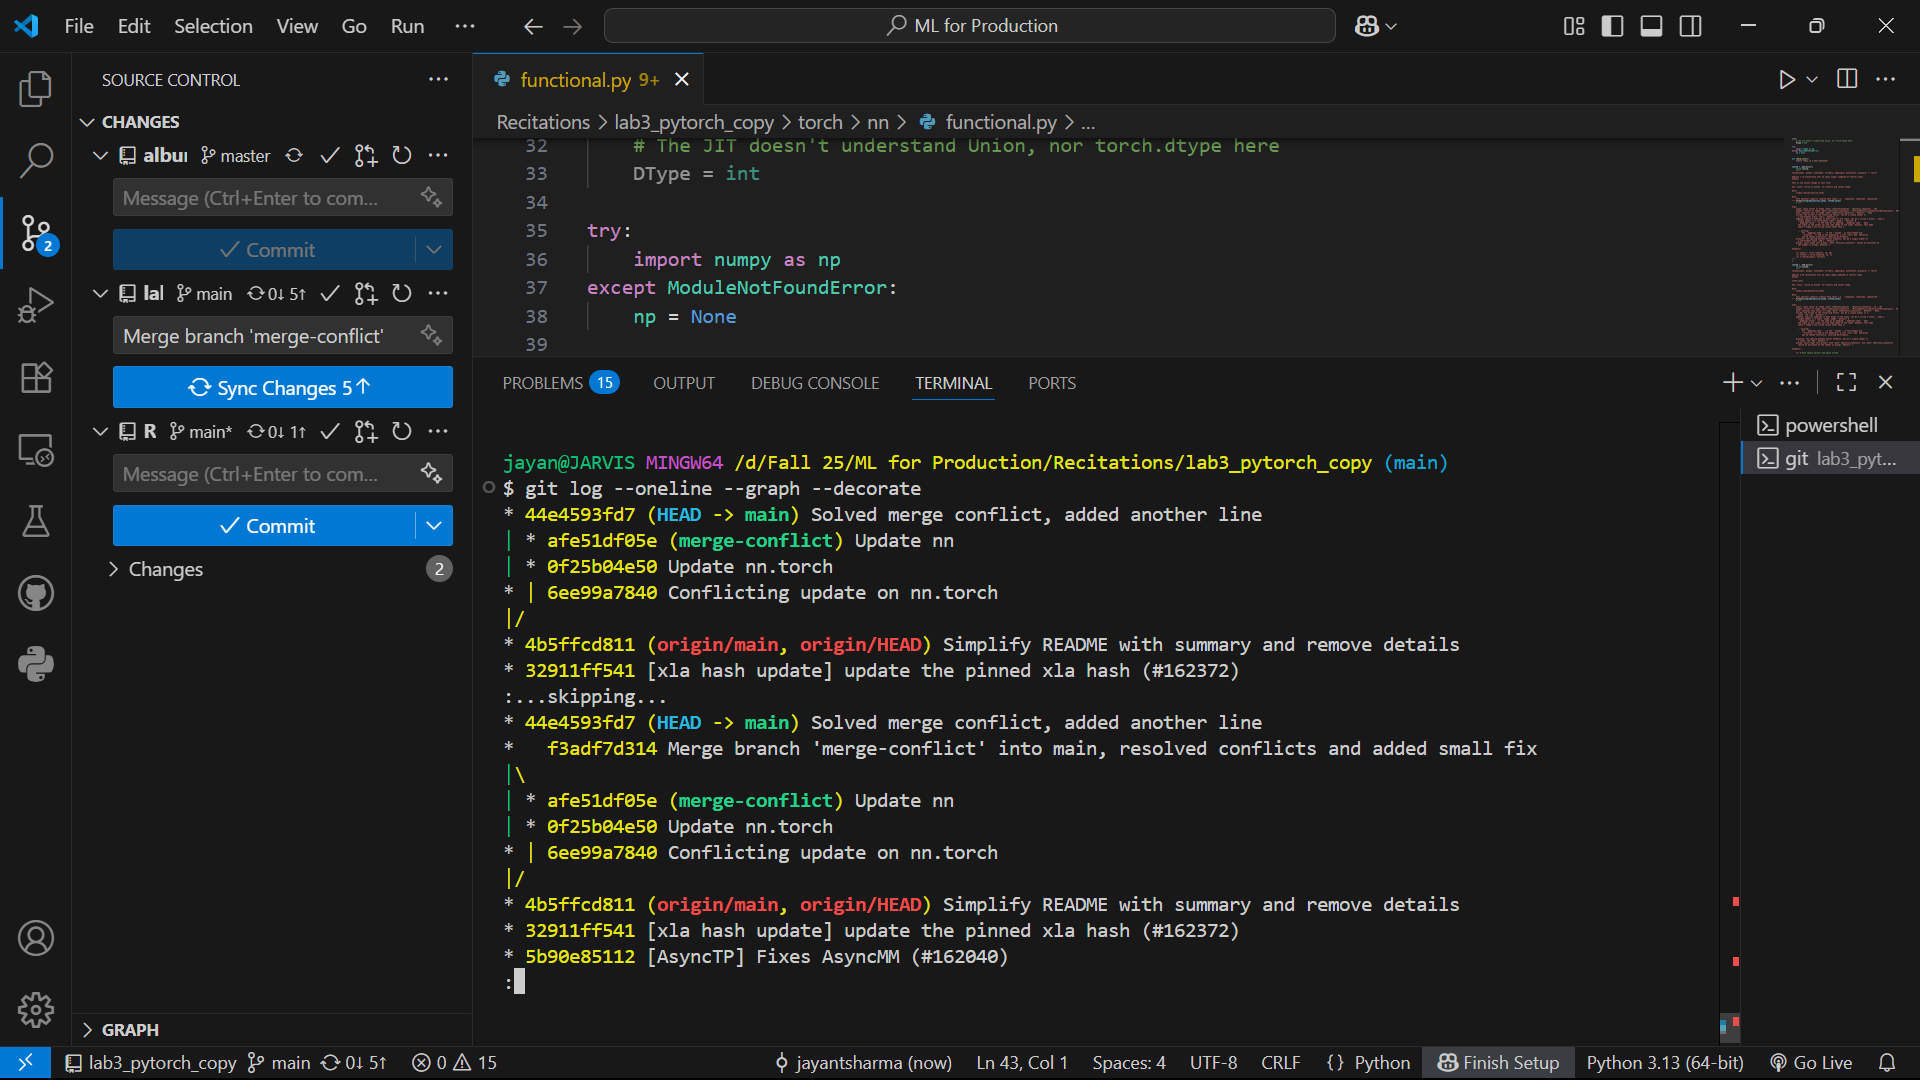 File Edit Selection View Go Run ML for Production
SOURCE CONTROL
CHANGES
albur master
Message (Ctrl+Enter to com...
Commit
lal main 0↓ 5↑
Merge branch 'merge-conflict'
Sync Changes 5↑
R main* 0↓ 1↑
Message (Ctrl+Enter to com...
Commit
Changes 2
GRAPH
2
functional.py 9+
Recitations > lab3_pytorch_copy > torch > nn > functional.py > ...
32 # The JIT doesn't understand Union, nor torch.dtype here
33 DType = int
34
35 try:
36 import numpy as np
37 except ModuleNotFoundError:
38 np = None
39
PROBLEMS 15 OUTPUT DEBUG CONSOLE TERMINAL PORTS
powershell
git lab3_pyt...
jayan@JARVIS MINGW64 /d/Fall 25/ML for Production/Recitations/lab3_pytorch_copy (main)
$ git log --oneline --graph --decorate
* 44e4593fd7 (HEAD -> main) Solved merge conflict, added another line
| * afe51df05e (merge-conflict) Update nn
| * 0f25b04e50 Update nn.torch
* | 6ee99a7840 Conflicting update on nn.torch
|/
* 4b5ffcd811 (origin/main, origin/HEAD) Simplify README with summary and remove details
* 32911ff541 [xla hash update] update the pinned xla hash (#162372)
:...skipping...
* 44e4593fd7 (HEAD -> main) Solved merge conflict, added another line
*   f3adf7d314 Merge branch 'merge-conflict' into main, resolved conflicts and added small fix
|\
| * afe51df05e (merge-conflict) Update nn
| * 0f25b04e50 Update nn.torch
* | 6ee99a7840 Conflicting update on nn.torch
|/
* 4b5ffcd811 (origin/main, origin/HEAD) Simplify README with summary and remove details
* 32911ff541 [xla hash update] update the pinned xla hash (#162372)
* 5b90e85112 [AsyncTP] Fixes AsyncMM (#162040)
:
lab3_pytorch_copy main 0↓ 5↑ 0 15 jayantsharma (now) Ln 43, Col 1 Spaces: 4 UTF-8 CRLF {} Python Finish Setup Python 3.13 (64-bit) Go Live